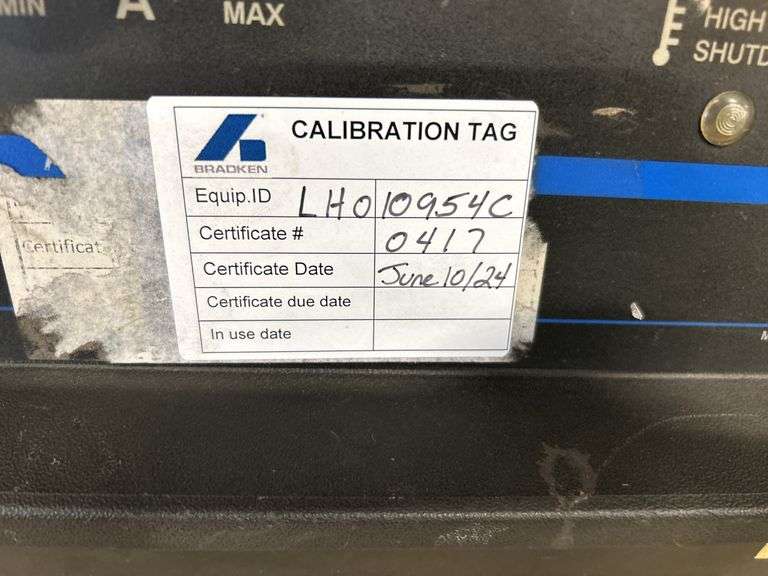 MIN A MAX
HIGH
SHUTD
CALIBRATION TAG
BRADKEN
Equip.ID LH010954C
Certificate # 0417
Certificate Date June 10/24
Certificate due date
In use date
Certificat
M